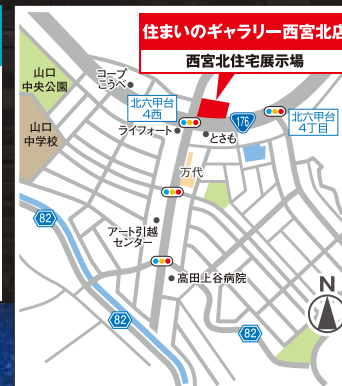 住まいのギャラリー西宮北店
西宮北住宅展示場
山口
中央公園
コープ
こうべ
北六甲台
4西
176
北六甲台
4丁目
山口
中学校
ライフォート
とさも
万代
82
アート引越
センター
高田上谷病院
82
82
N